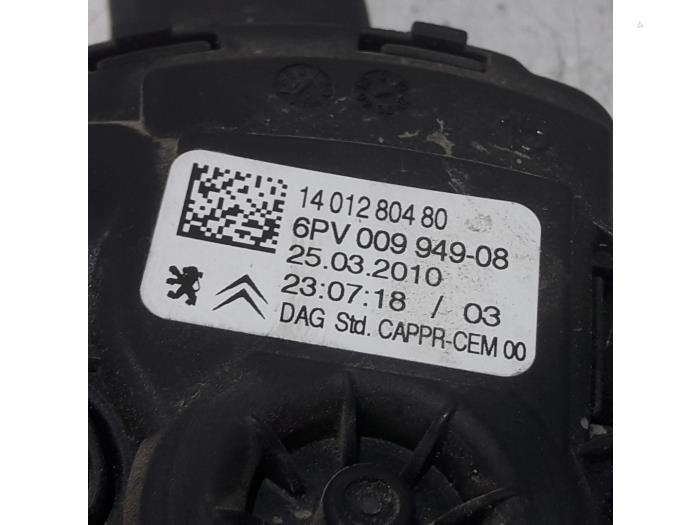 14 012 804 80
6PV 009 949-08
25.03.2010
23:07:18 / 03
DAG Std. CAPPR-CEM 00